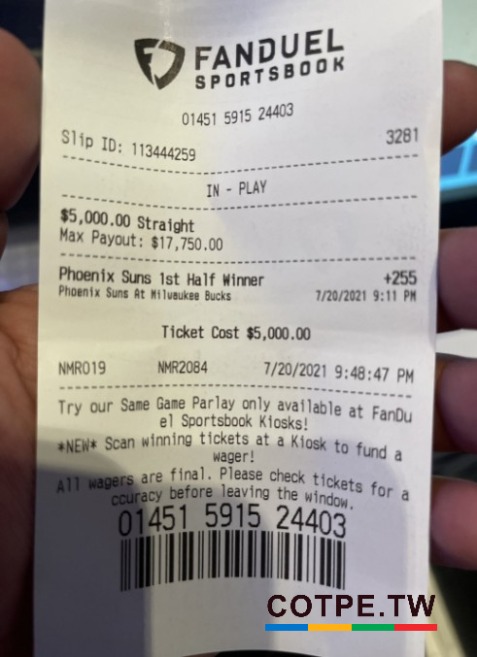 FANDUEL
SPORTSBOOK
01451 5915 24403
Slip ID: 113444259 3281
IN - PLAY
$5,000.00 Straight
Max Payout: $17,750.00
Phoenix Suns 1st Half Winner +255
Phoenix Suns At Milwaukee Bucks 7/20/2021 9:11 PM
Ticket Cost $5,000.00
NMR019 NMR2084 7/20/2021 9:48:47 PM
Try our Same Game Parlay only available at FanDu
el Sportsbook Kiosks!
*NEW* Scan winning tickets at a Kiosk to fund a
wager!
All wagers are final. Please check tickets for a
ccuracy before leaving the window.
01451 5915 24403
COTPE.TW